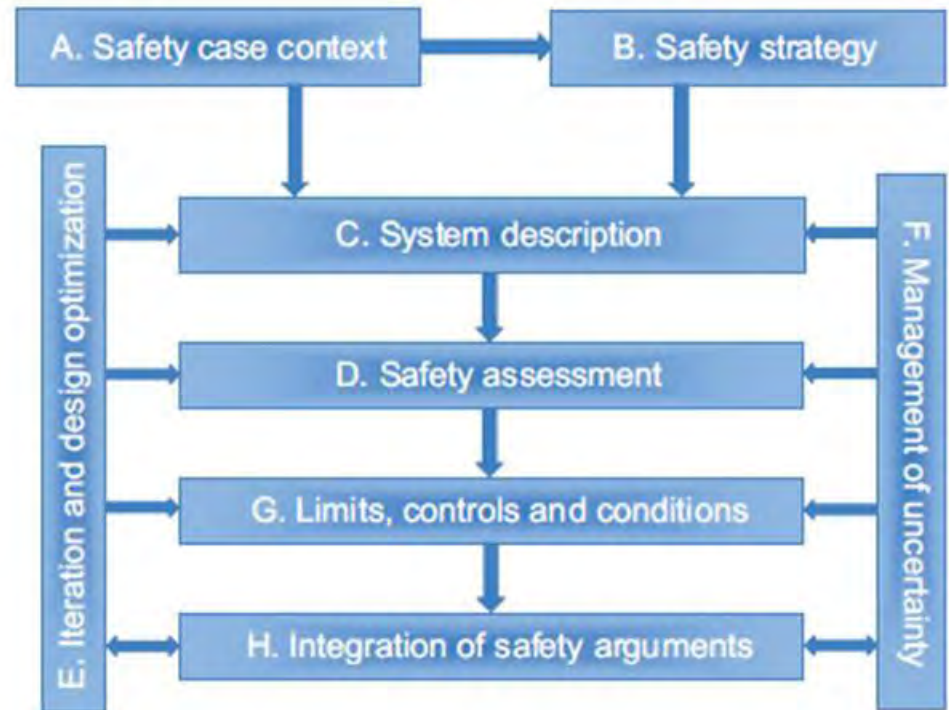 A. Safety case context
B. Safety strategy
E. Iteration and design optimization
C. System description
F. Management of uncertainty
D. Safety assessment
G. Limits, controls and conditions
H. Integration of safety arguments